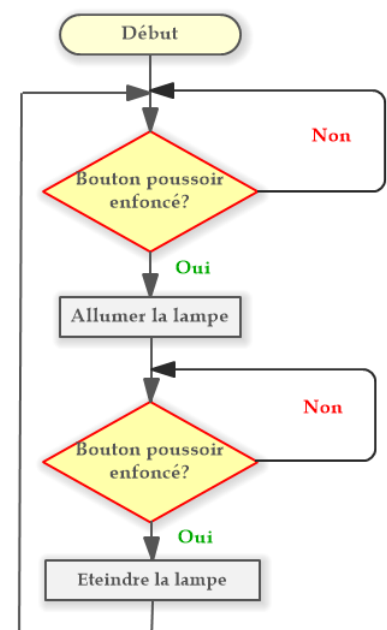 Début
Non
Bouton poussoir
enfoncé?
Oui
Allumer la lampe
Non
Bouton poussoir
enfoncé?
Oui
Eteindre la lampe